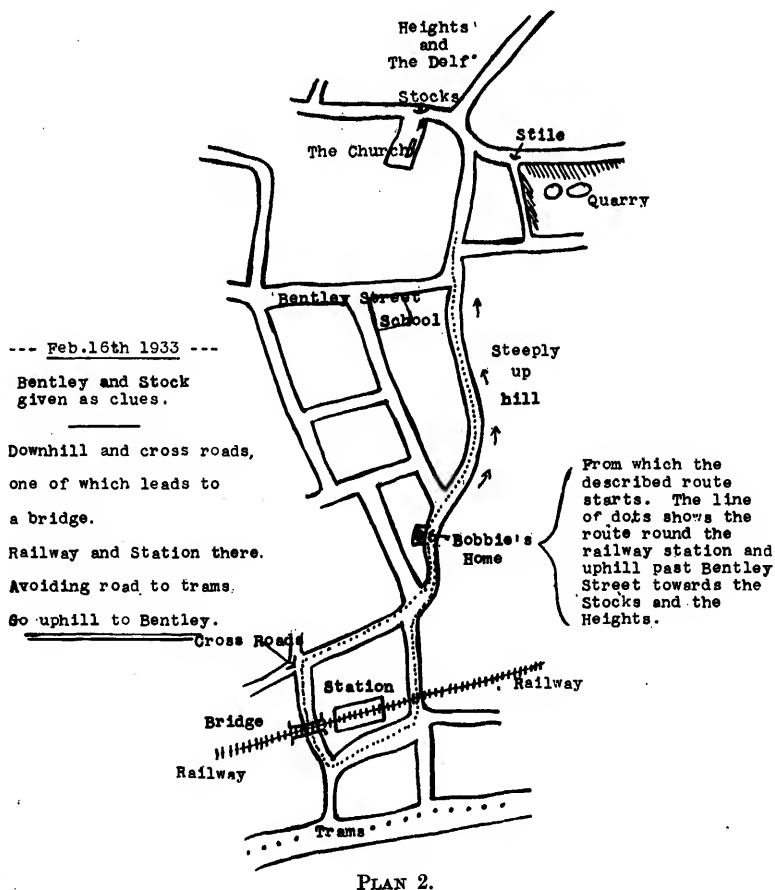 Heights
and
The Delf
Stocks
Stile
The Church
Quarry
Bentley Street
School
--- Feb.16th 1933 ---
Bentley and Stock
given as clues.
Steeply
up
hill
Downhill and cross roads,
one of which leads to
a bridge.
Railway and Station there.
Avoiding road to trams.
Go uphill to Bentley.
From which the
described route
starts. The line
of dots shows the
route round the
railway station and
uphill past Bentley
Street towards the
Stocks and the
Heights.
Bobbie's
Home
Cross Roads
Station
Railway
Bridge
Railway
Trams
PLAN 2.